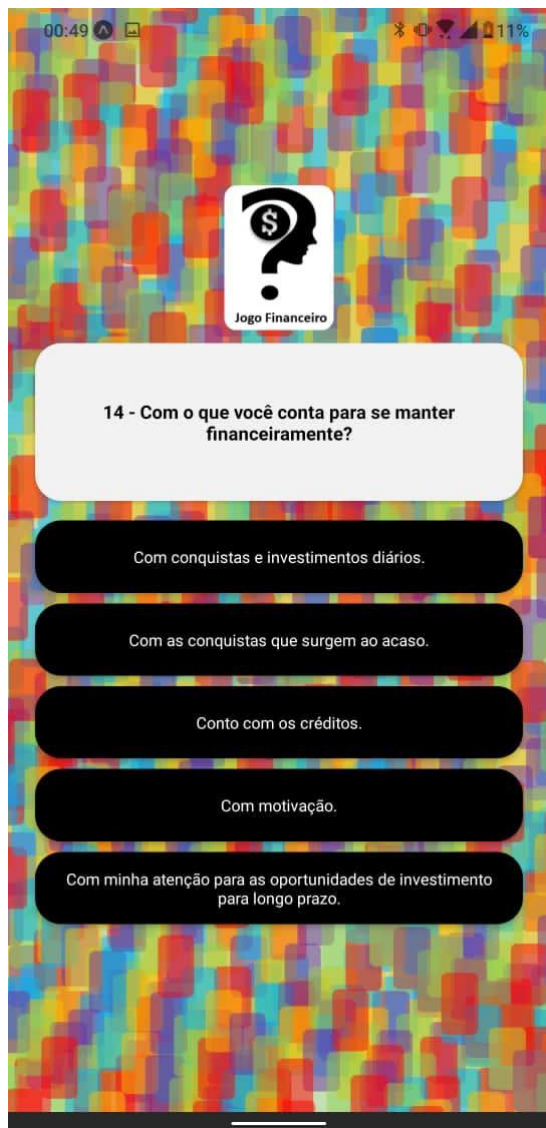 00:49
11%
$
Jogo Financeiro
14 - Com o que você conta para se manter
financeiramente?
Com conquistas e investimentos diários.
Com as conquistas que surgem ao acaso.
Conto com os créditos.
Com motivação.
Com minha atenção para as oportunidades de investimento
para longo prazo.